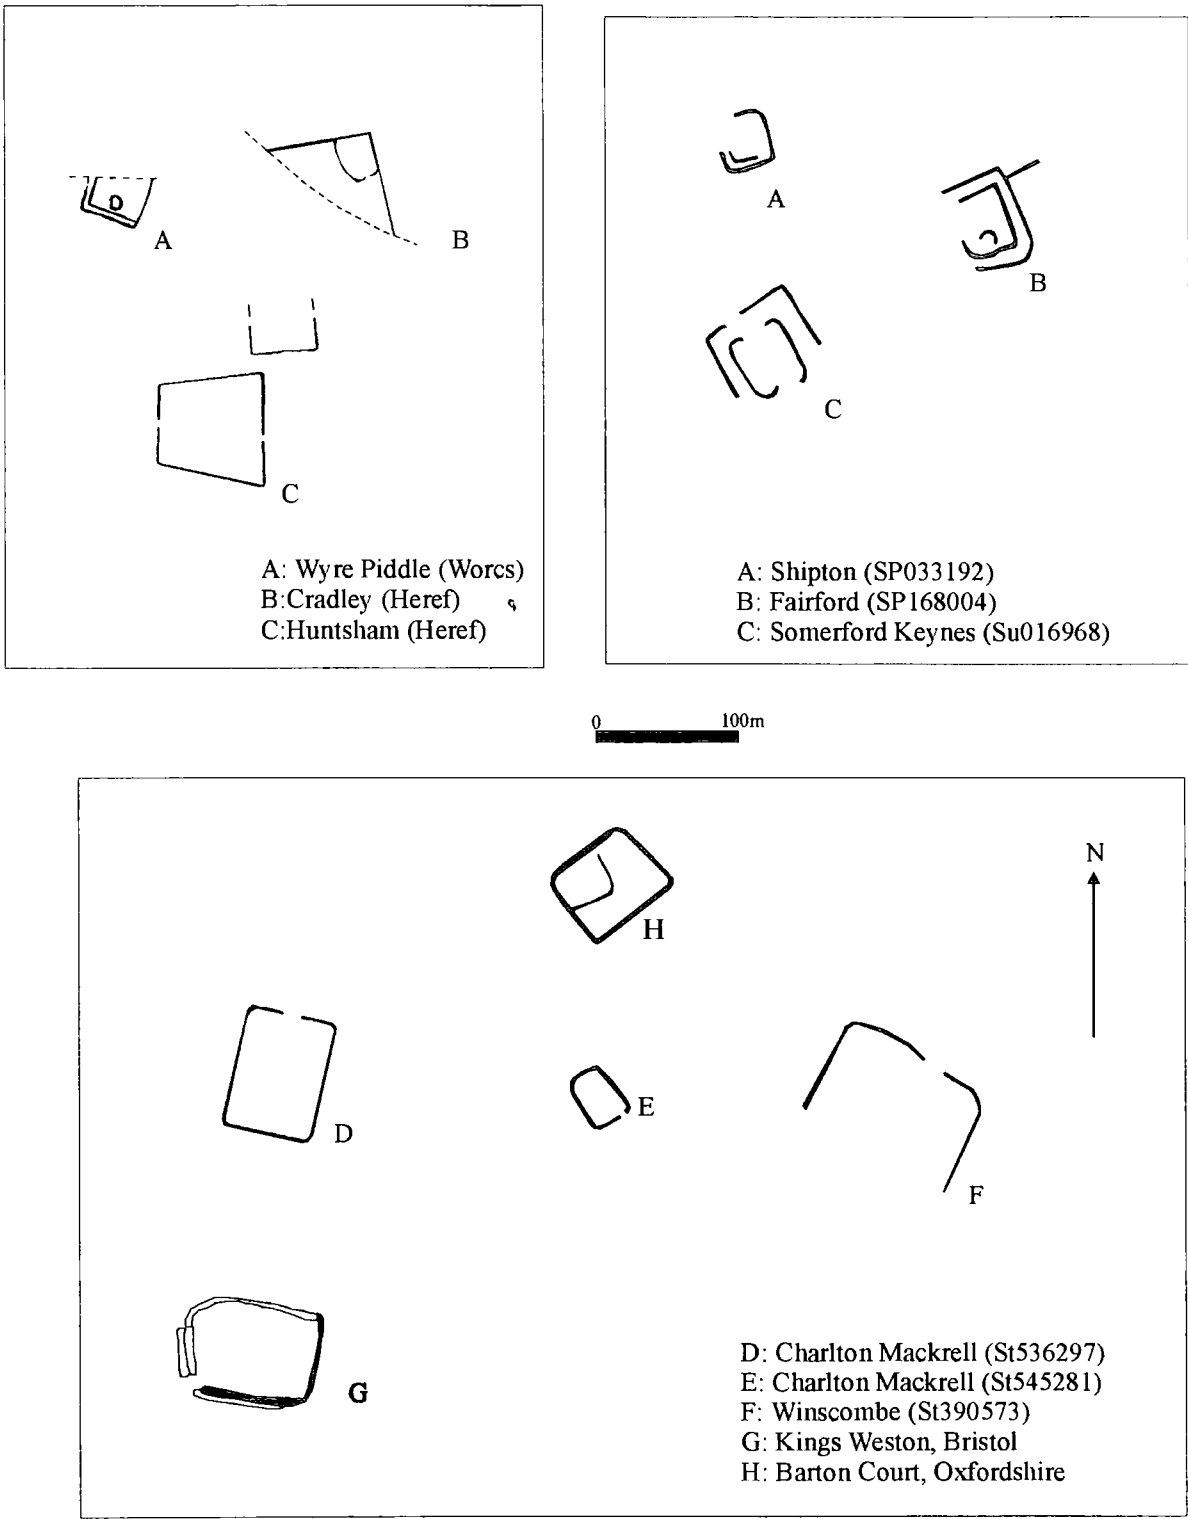 A
B
C
A: Wyre Piddle (Worcs)
B:Cradley (Heref)
C:Huntsham (Heref)
A
B
C
A: Shipton (SP033192)
B: Fairford (SP168004)
C: Somerford Keynes (Su016968)
0 100m
H
N
D
E
F
G
D: Charlton Mackrell (St536297)
E: Charlton Mackrell (St545281)
F: Winscombe (St390573)
G: Kings Weston, Bristol
H: Barton Court, Oxfordshire